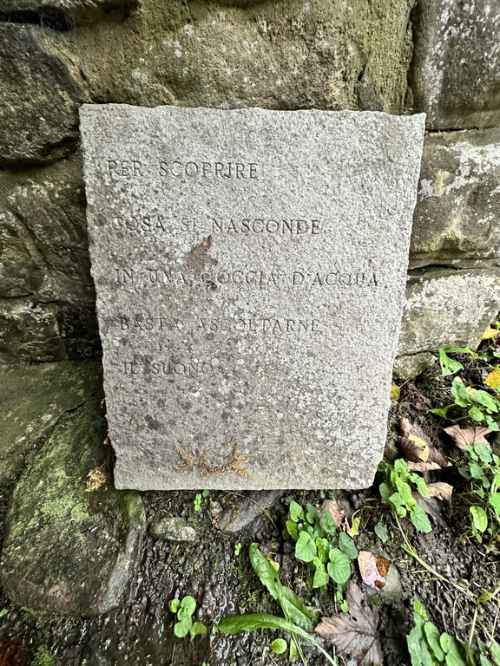 PER SCOPRIRE
COSA SI NASCONDE
IN UNA GOCCIA D'ACQUA
BASTA ASCOLTARNE
IL SUONO